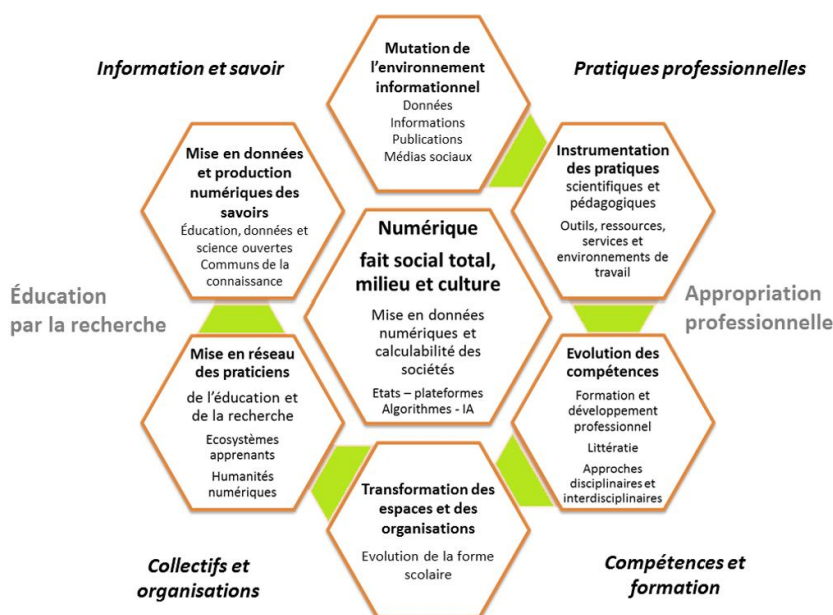 Information et savoir
Mutation de
l'environnement
informationnel
Données
Informations
Publications
Médias sociaux
Pratiques professionnelles
Mise en données
et production
numériques des
savoirs
Éducation, données et
science ouvertes
Communs de la
connaissance
Instrumentation
des pratiques
scientifiques et
pédagogiques
Outils, ressources,
services et
environnements de
travail
Numérique
fait social total,
milieu et culture
Mise en données
numériques et
calculabilité des
sociétés
Etats – plateformes
Algorithmes - IA
Éducation
par la recherche
Appropriation
professionnelle
Mise en réseau
des praticiens
de l'éducation et
de la recherche
Ecosystèmes
apprenants
Humanités
numériques
Evolution des
compétences
Formation et
développement
professionnel
Littératie
Approches
disciplinaires et
interdisciplinaires
Transformation des
espaces et des
organisations
Evolution de la forme
scolaire
Collectifs et
organisations
Compétences et
formation